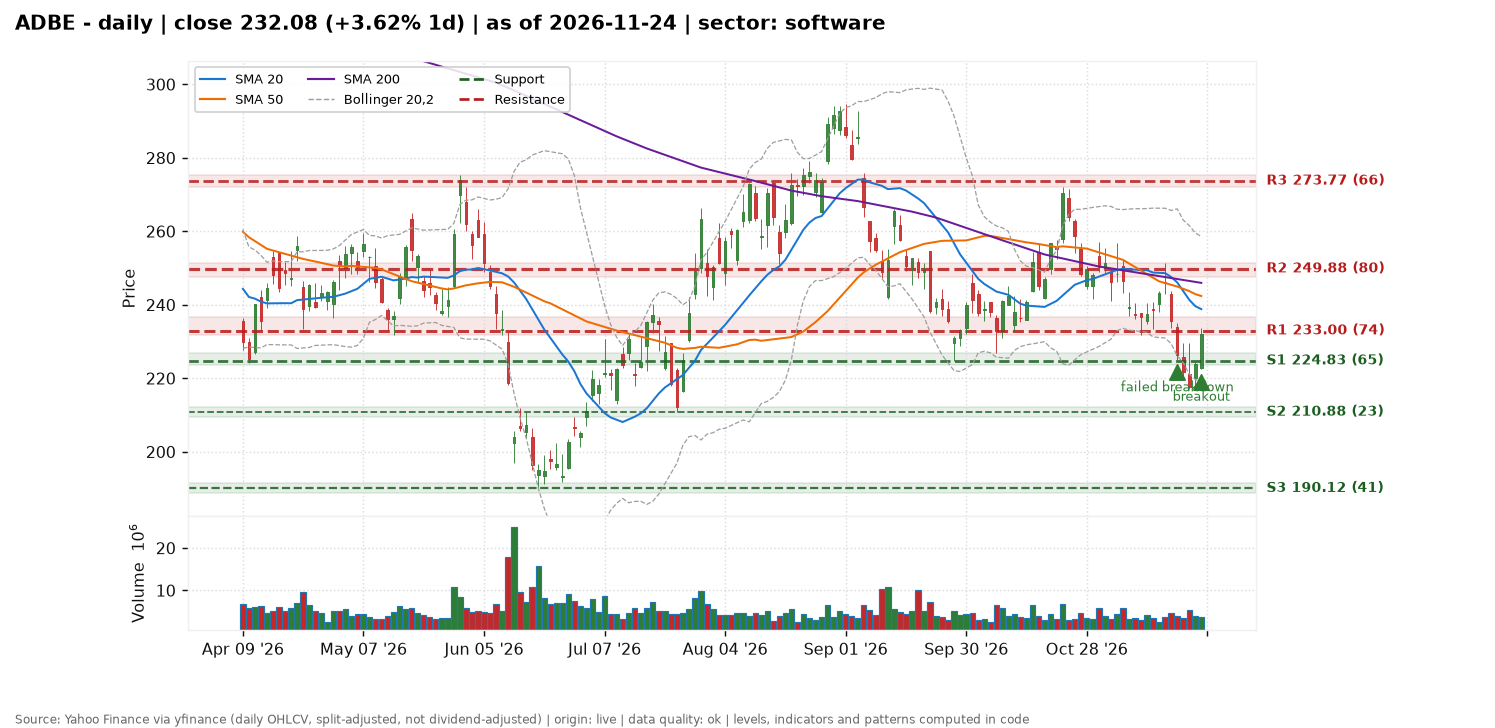 ADBE - daily | close 232.08 (+3.62% 1d) | as of 2026-11-24 | sector: software
SMA 20
SMA 50
SMA 200
Bollinger 20,2
Support
Resistance
Price
300
280
260
240
220
200
R3 273.77 (66)
R2 249.88 (80)
R1 233.00 (74)
S1 224.83 (65)
S2 210.88 (23)
S3 190.12 (41)
failed breakdown
breakout
Volume 10⁶
20
10
Apr 09 '26
May 07 '26
Jun 05 '26
Jul 07 '26
Aug 04 '26
Sep 01 '26
Sep 30 '26
Oct 28 '26
Source: Yahoo Finance via yfinance (daily OHLCV, split-adjusted, not dividend-adjusted) | origin: live | data quality: ok | levels, indicators and patterns computed in code